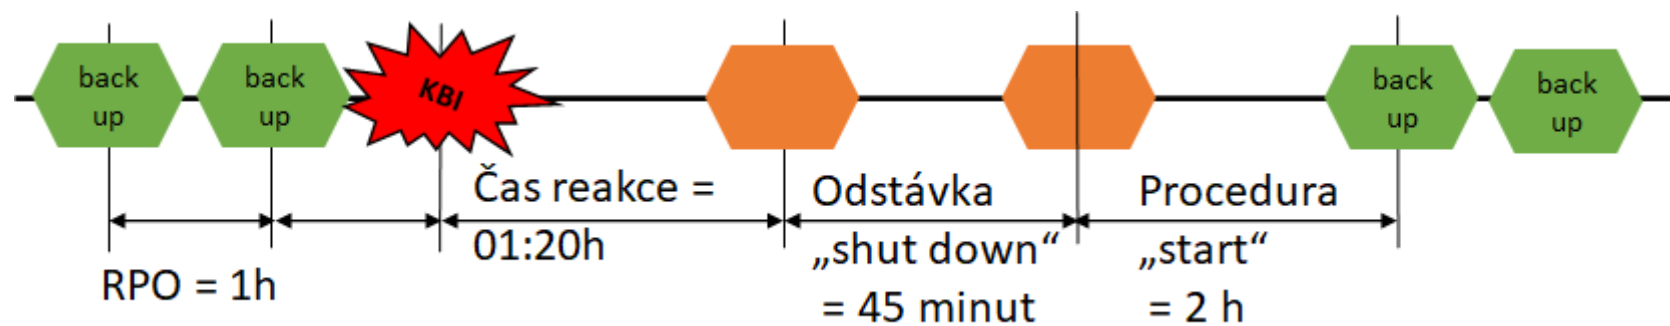 back
up
back
up
KBI
back
up
back
up
Čas reakce =
01:20h
Odstávka
„shut down“
= 45 minut
Procedura
„start“
= 2 h
RPO = 1h